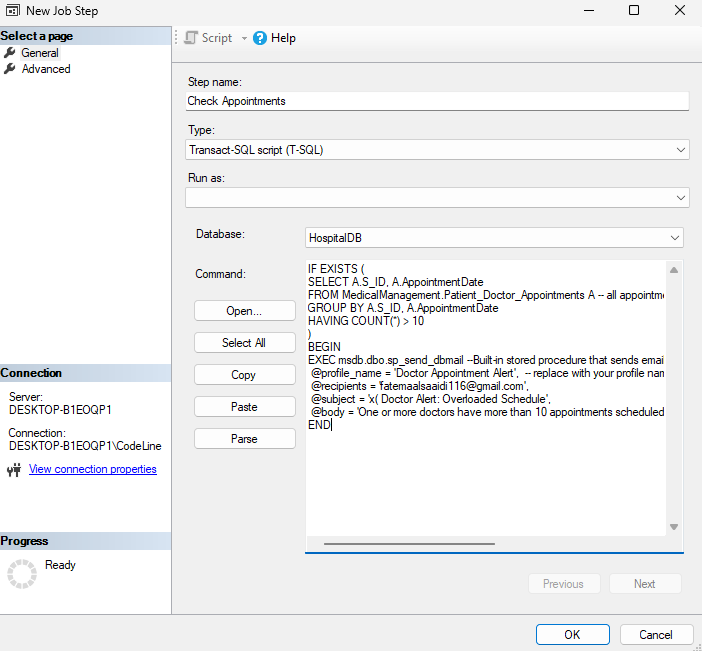 New Job Step
Select a page
General
Advanced
Script
Help
Step name:
Check Appointments
Type:
Transact-SQL script (T-SQL)
Run as:
Database:
HospitalDB
Command:
Open...
Select All
Copy
Paste
Parse
IF EXISTS (
SELECT A.S_ID, A.AppointmentDate
FROM MedicalManagement.Patient_Doctor_Appointments A -- all appointme
GROUP BY A.S_ID, A.AppointmentDate
HAVING COUNT(*) > 10
)
BEGIN
EXEC msdb.dbo.sp_send_dbmail --Built-in stored procedure that sends emai
@profile_name = 'Doctor Appointment Alert', -- replace with your profile nam
@recipients = 'fatemaalsaaidi116@gmail.com',
@subject = 'x( Doctor Alert: Overloaded Schedule',
@body = 'One or more doctors have more than 10 appointments scheduled
END
Connection
Server:
DESKTOP-B1EOQP1
Connection:
DESKTOP-B1EOQP1\CodeLine
View connection properties
Progress
Ready
Previous
Next
OK
Cancel